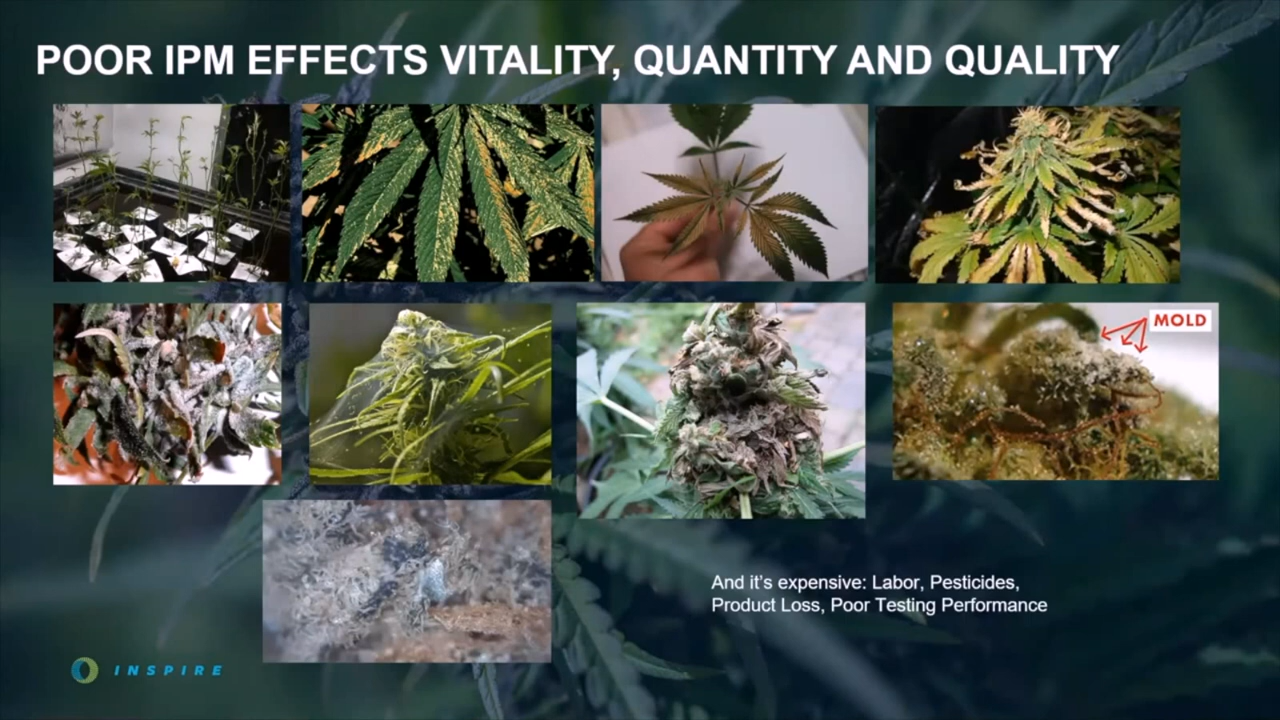 POOR IPM EFFECTS VITALITY, QUANTITY AND QUALITY
MOLD
And it's expensive: Labor, Pesticides,
Product Loss, Poor Testing Performance
INSPIRE